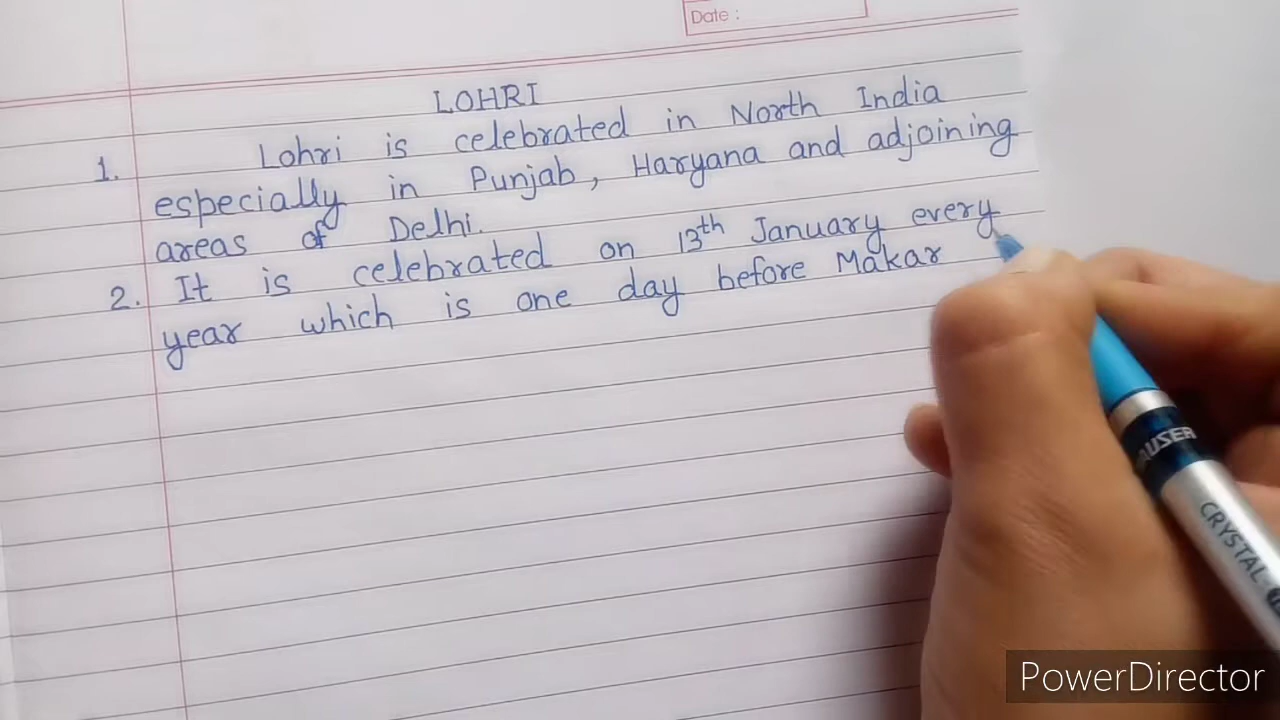 Date :
LOHRI
1. Lohri is celebrated in North India
especially in Punjab, Haryana and adjoining
areas of Delhi.
2. It is celebrated on 13th January every
year which is one day before Makar
AUSER
CRYSTAL
PowerDirector